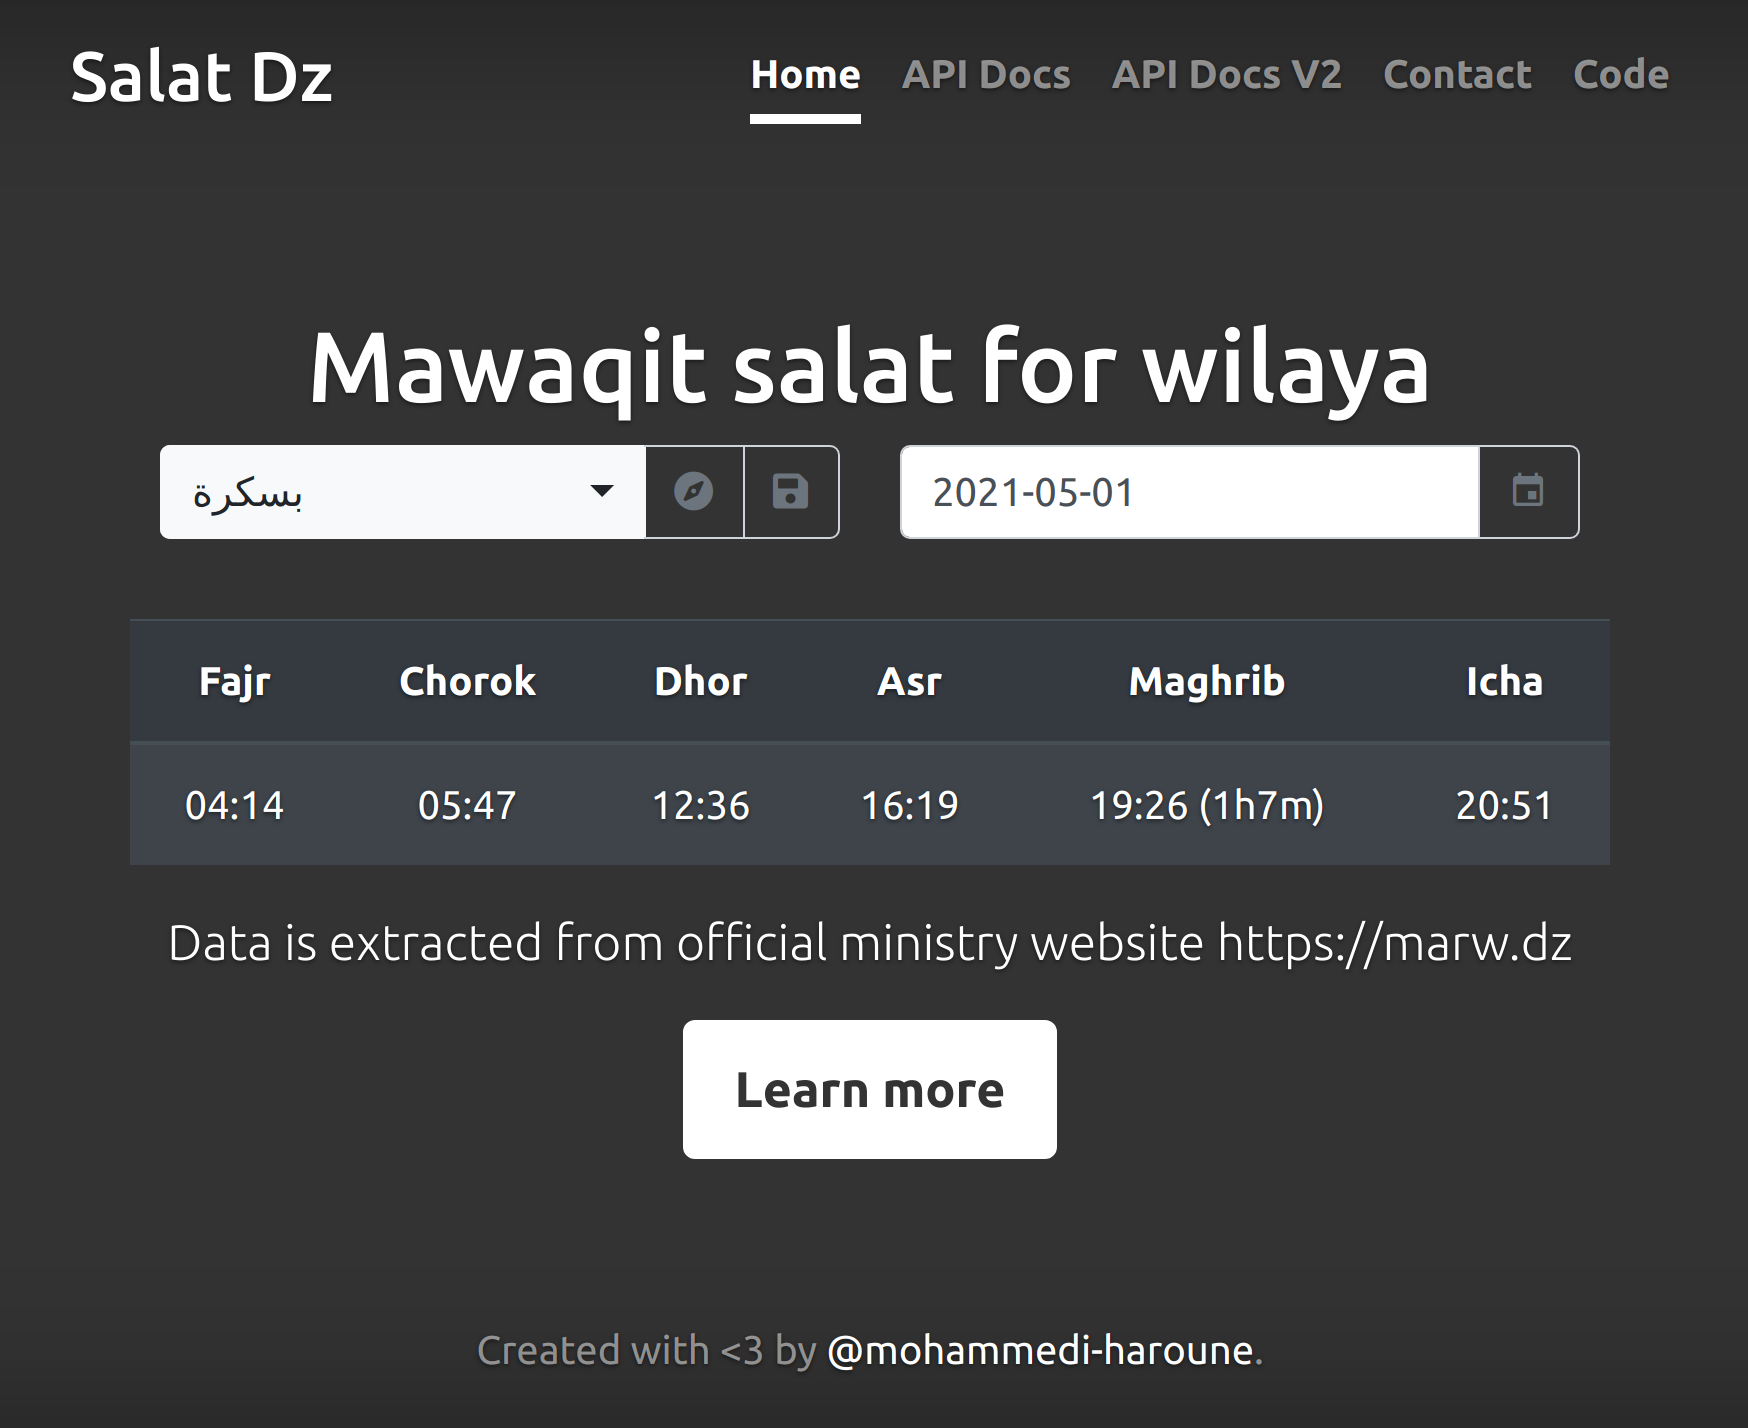 Salat Dz
Home API Docs API Docs V2 Contact Code
Mawaqit salat for wilaya
بسكرة
2021-05-01
Fajr Chorok Dhor Asr Maghrib Icha
04:14 05:47 12:36 16:19 19:26 (1h7m) 20:51
Data is extracted from official ministry website https://marw.dz
Learn more
Created with <3 by @mohammedi-haroune.